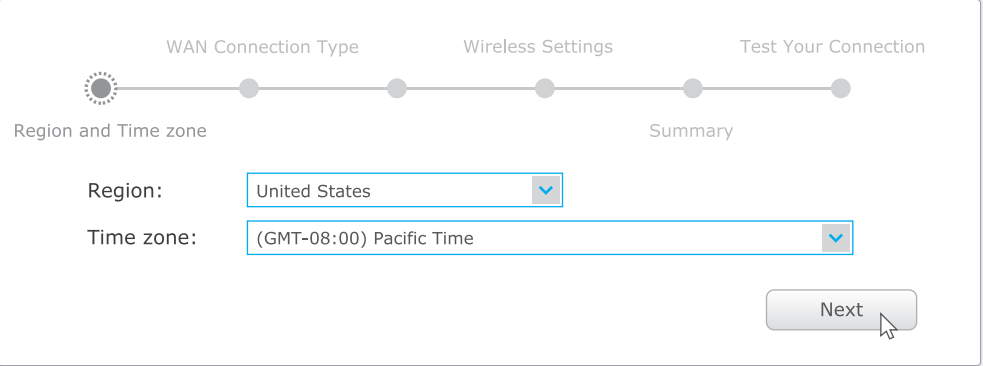 WAN Connection Type Wireless Settings Test Your Connection
Region and Time zone Summary
Region: United States
Time zone: (GMT-08:00) Pacific Time
Next